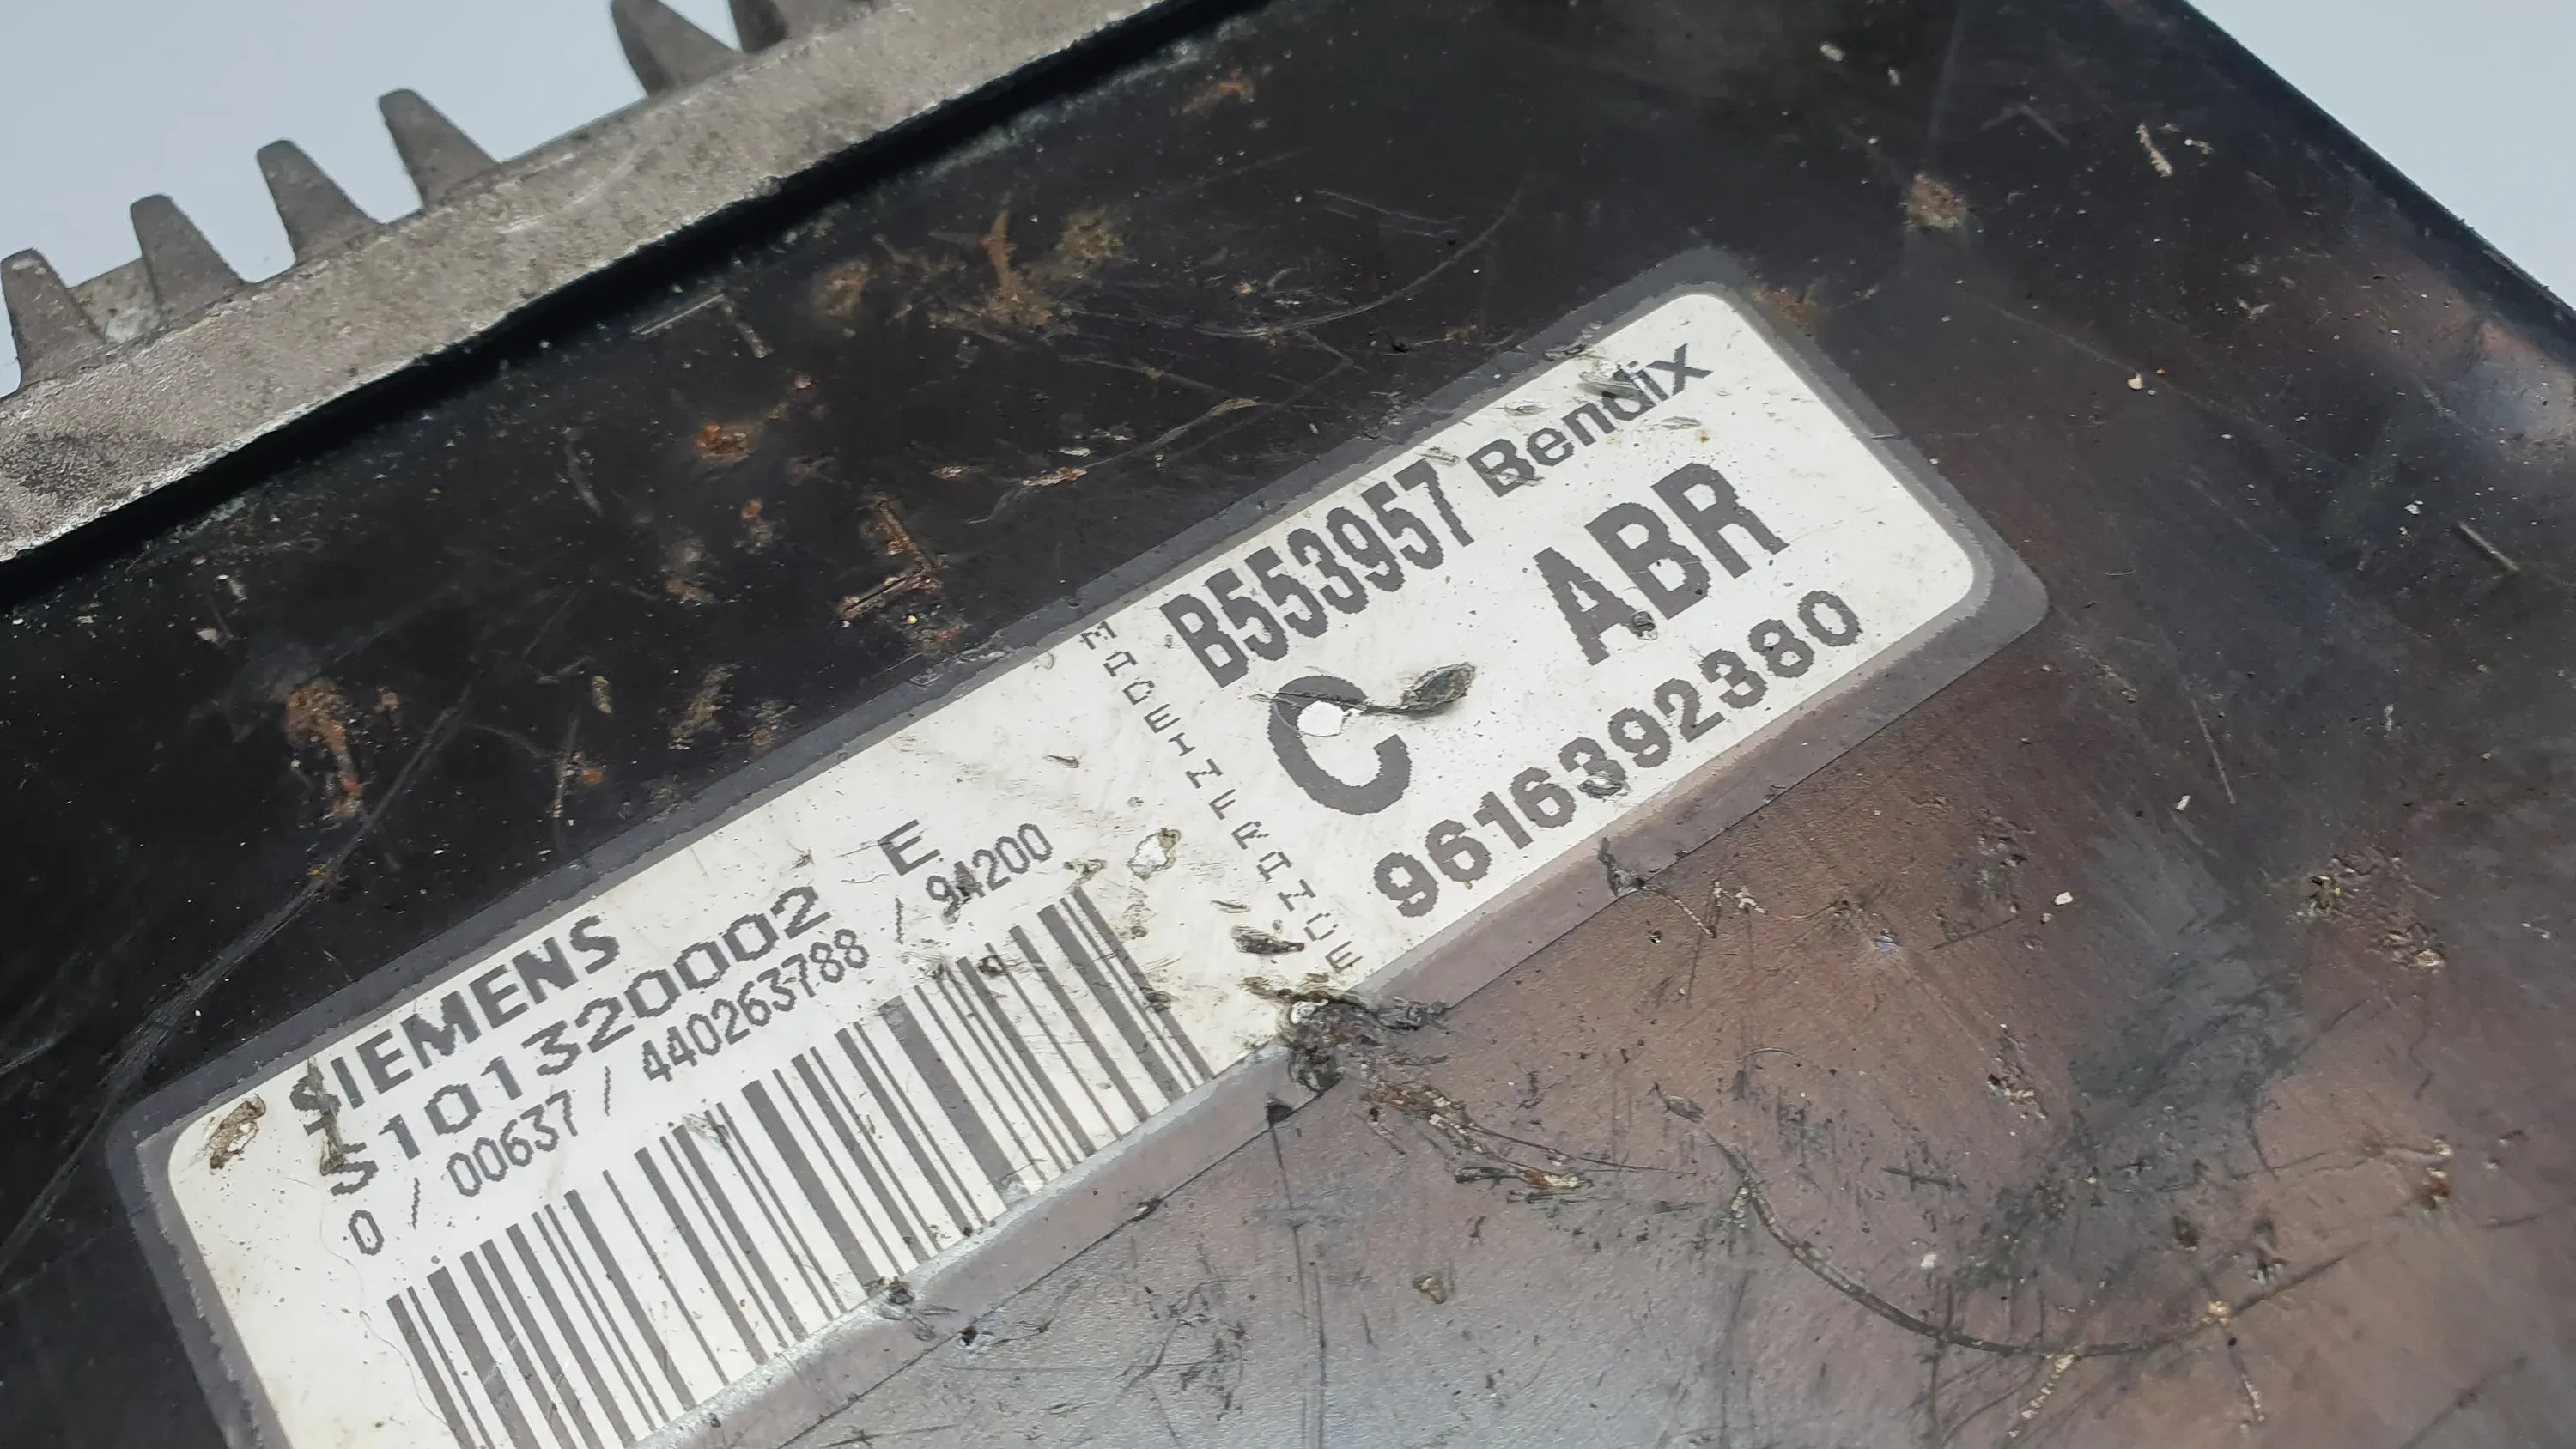 SIEMENS
S101320002 E
0 / 00637 / 440263788 / 94200
MADE IN FRANCE
B553957 Bendix
C ABR
9616392380